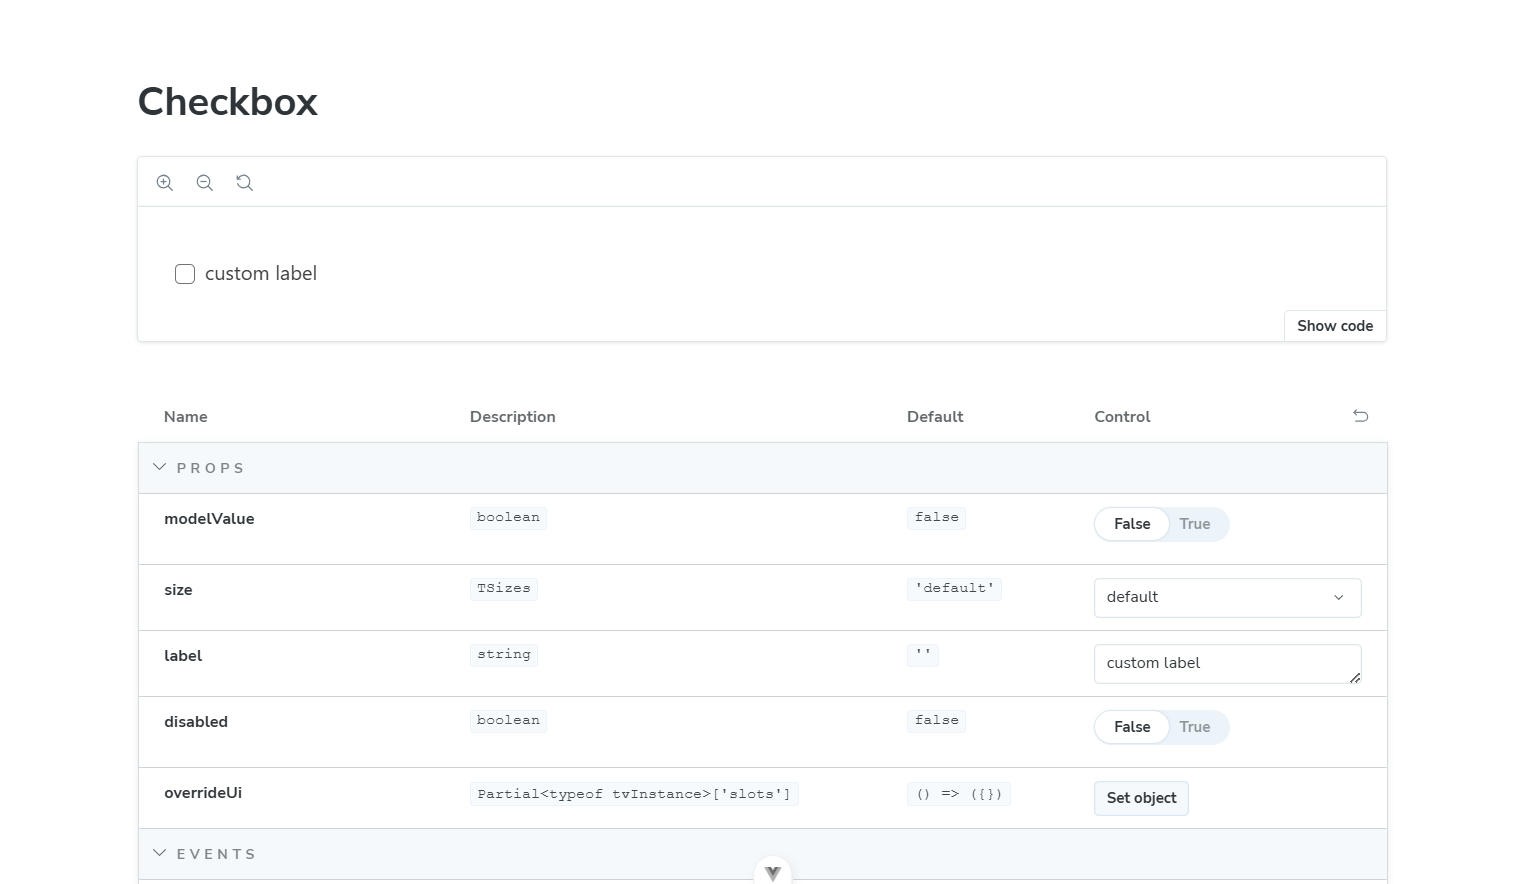 Checkbox
custom label
Show code
Name Description Default Control
PROPS
modelValue boolean false False True
size TSizes 'default' default
label string '' custom label
disabled boolean false False True
overrideUi Partial<typeof tvInstance>['slots'] () => ({}) Set object
EVENTS